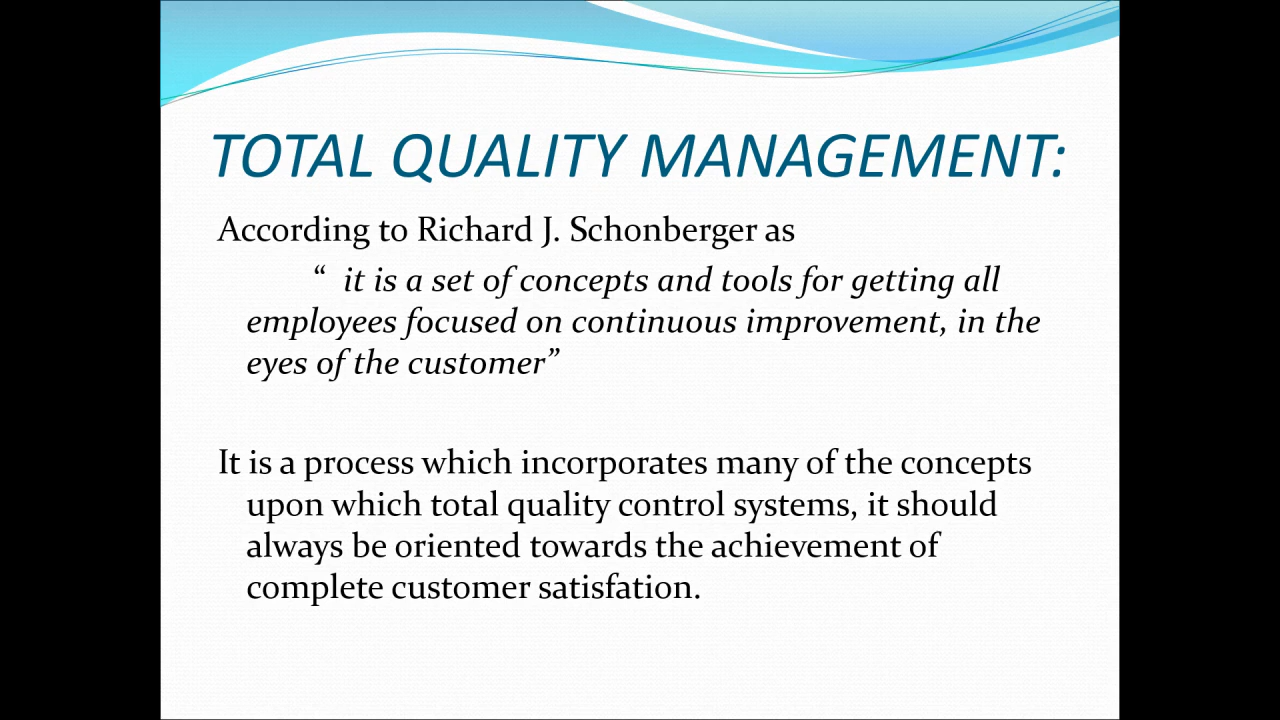 TOTAL QUALITY MANAGEMENT:
According to Richard J. Schonberger as
“ it is a set of concepts and tools for getting all
employees focused on continuous improvement, in the
eyes of the customer”
It is a process which incorporates many of the concepts
upon which total quality control systems, it should
always be oriented towards the achievement of
complete customer satisfation.